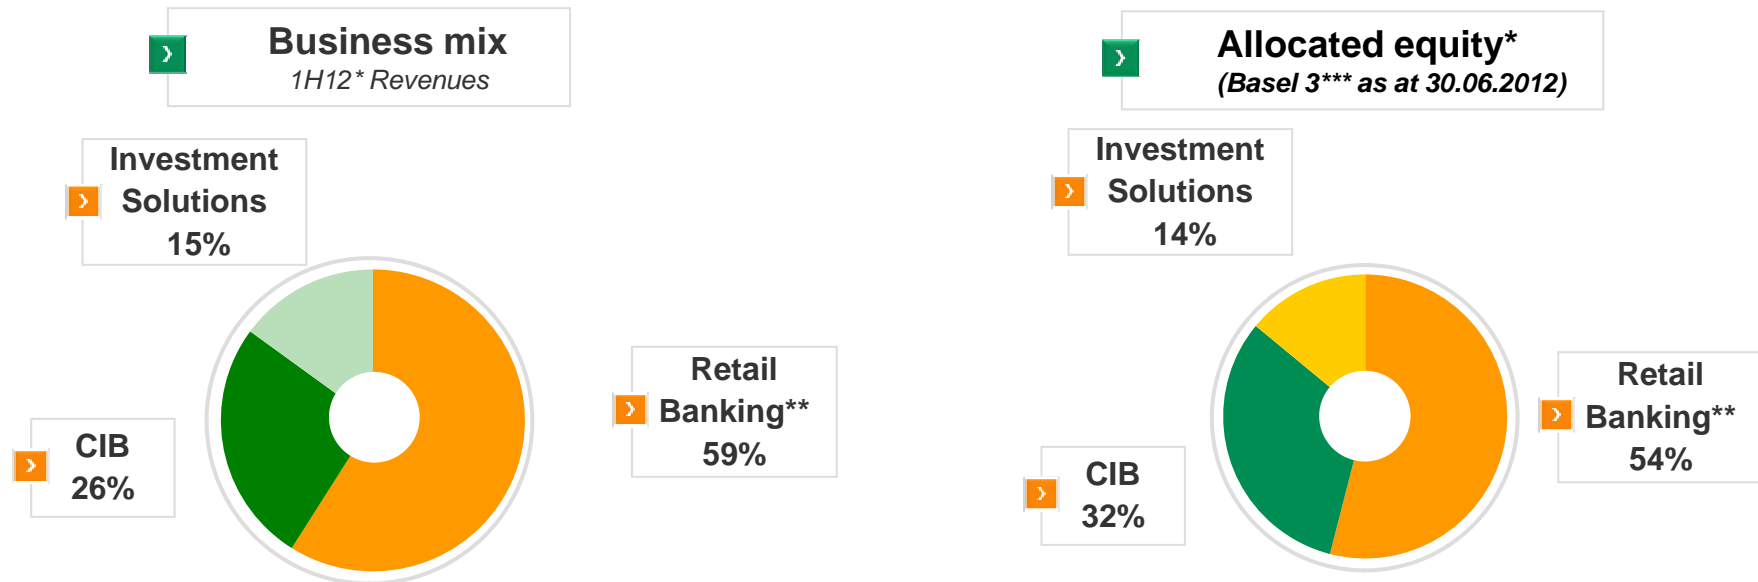 Business mix
1H12* Revenues
Investment
Solutions
15%
CIB
26%
Retail
Banking**
59%
Allocated equity*
(Basel 3*** as at 30.06.2012)
Investment
Solutions
14%
CIB
32%
Retail
Banking**
54%